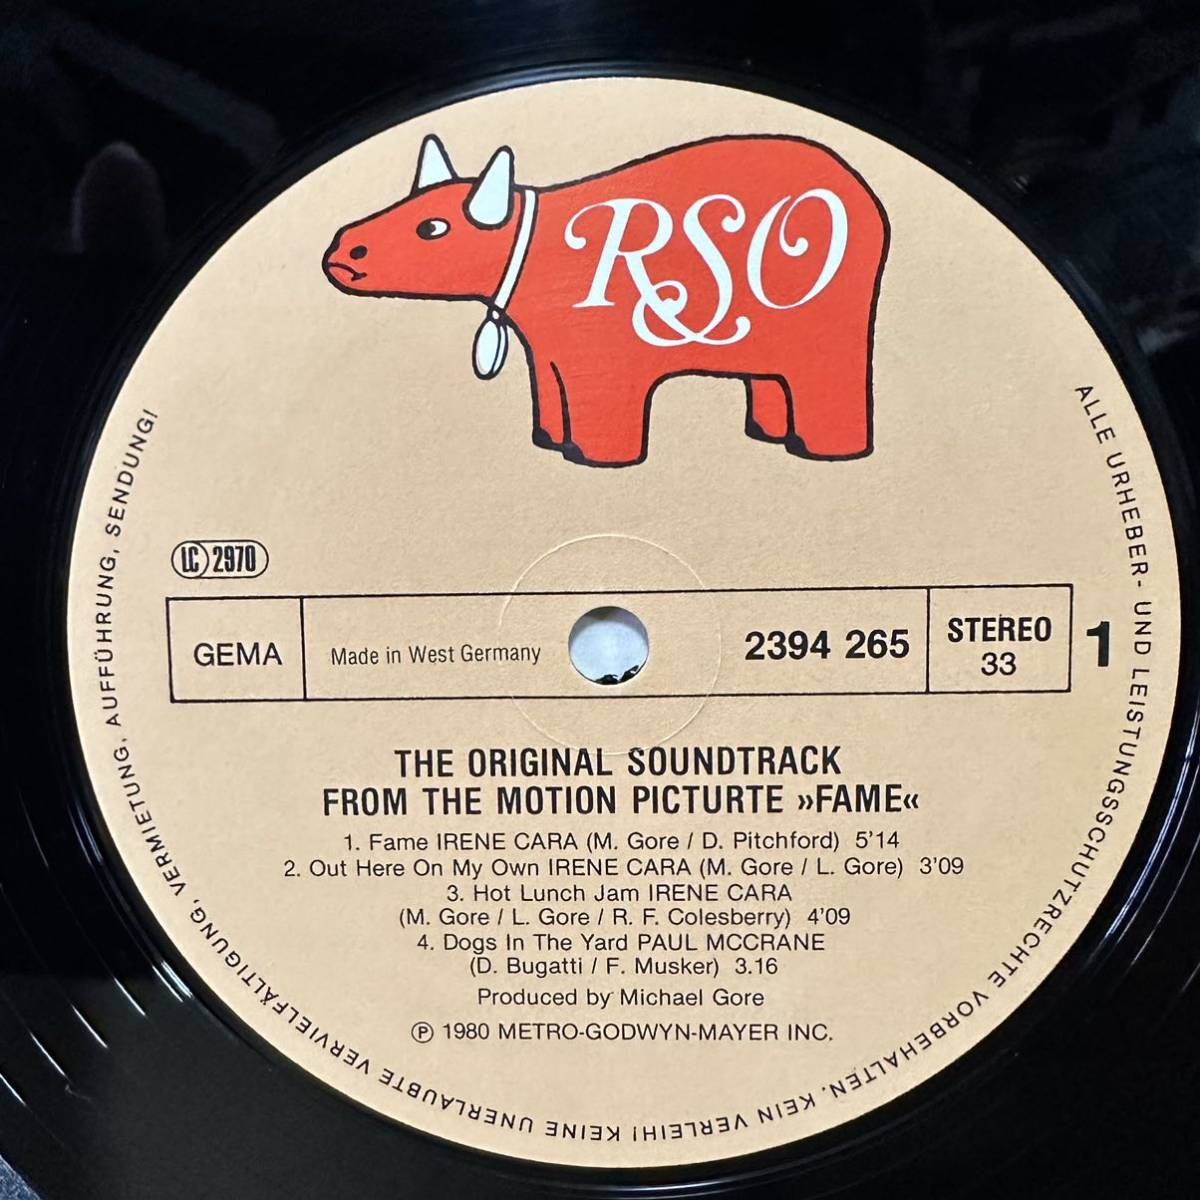 RSO
LC 2970
GEMA
Made in West Germany
2394 265
STEREO
33
1
THE ORIGINAL SOUNDTRACK
FROM THE MOTION PICTURTE »FAME«
1. Fame IRENE CARA (M. Gore / D. Pitchford) 5'14
2. Out Here On My Own IRENE CARA (M. Gore / L. Gore) 3'09
3. Hot Lunch Jam IRENE CARA
(M. Gore / L. Gore / R. F. Colesberry) 4'09
4. Dogs In The Yard PAUL MCCRANE
(D. Bugatti / F. Musker) 3.16
Produced by Michael Gore
Ⓟ 1980 METRO-GODWYN-MAYER INC.
ALLE URHEBER- UND LEISTUNGSSCHUTZRECHTE VORBEHALTEN. KEIN VERLEIH! KEINE UNERLAUBTE VERVIELFÄLTIGUNG, VERMIETUNG, AUFFÜHRUNG, SENDUNG!